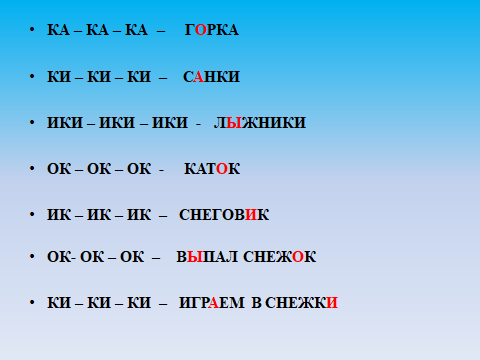 • КА – КА – КА – ГОРКА
• КИ – КИ – КИ – САНКИ
• ИКИ – ИКИ – ИКИ - ЛЫЖНИКИ
• ОК – ОК – ОК - КАТОК
• ИК – ИК – ИК – СНЕГОВИК
• ОК- ОК – ОК – ВЫПАЛ СНЕЖОК
• КИ – КИ – КИ – ИГРАЕМ В СНЕЖКИ